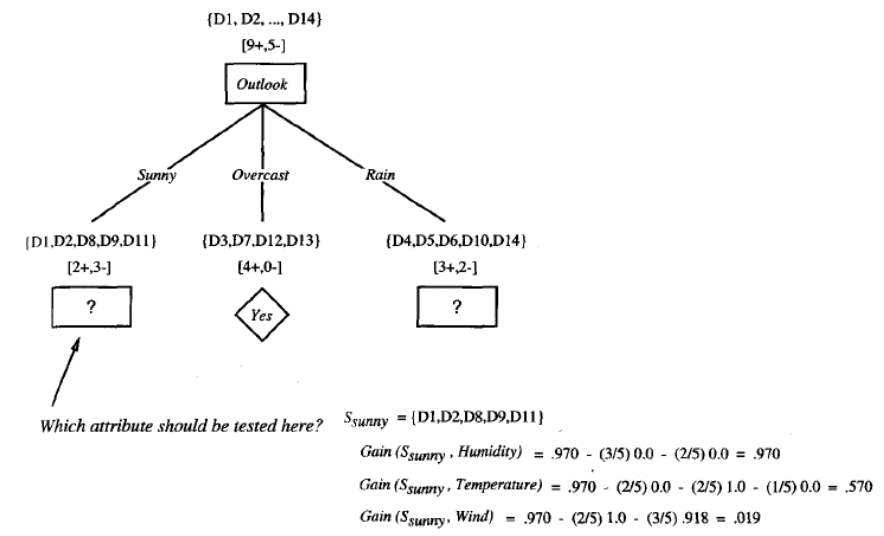 {D1, D2, ..., D14}
[9+,5-]
Outlook
Sunny Overcast Rain
{D1,D2,D8,D9,D11} {D3,D7,D12,D13} {D4,D5,D6,D10,D14}
[2+,3-] [4+,0-] [3+,2-]
? Yes ?
Which attribute should be tested here?
Ssunny = {D1,D2,D8,D9,D11}
Gain (Ssunny , Humidity) = .970 - (3/5) 0.0 - (2/5) 0.0 = .970
Gain (Ssunny , Temperature) = .970 - (2/5) 0.0 - (2/5) 1.0 - (1/5) 0.0 = .570
Gain (Ssunny, Wind) = .970 - (2/5) 1.0 - (3/5) .918 = .019